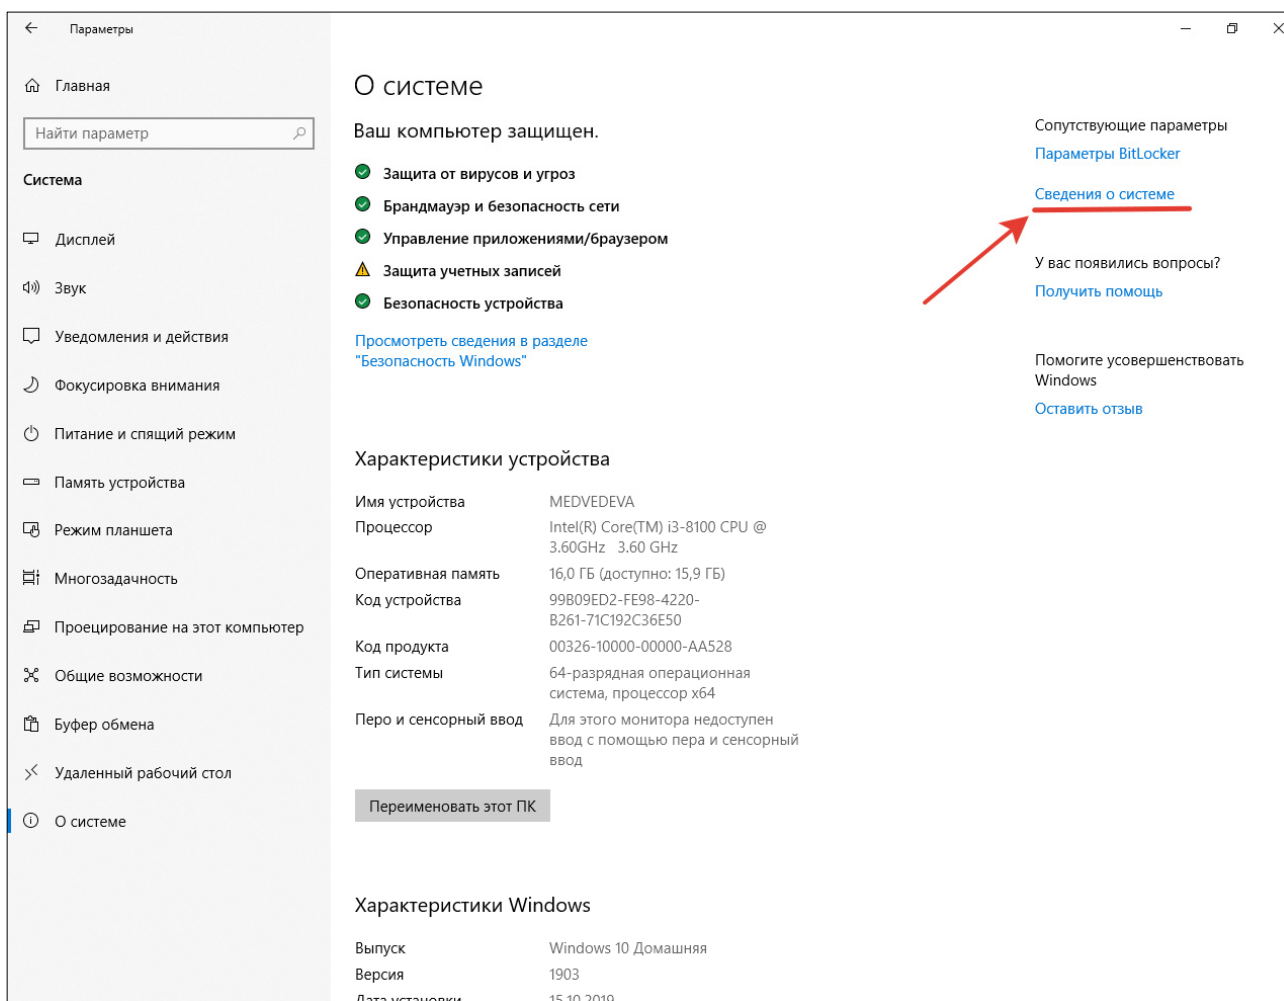 Параметры
Главная
Найти параметр
Система
Дисплей
Звук
Уведомления и действия
Фокусировка внимания
Питание и спящий режим
Память устройства
Режим планшета
Многозадачность
Проецирование на этот компьютер
Общие возможности
Буфер обмена
Удаленный рабочий стол
О системе
О системе
Ваш компьютер защищен.
Защита от вирусов и угроз
Брандмауэр и безопасность сети
Управление приложениями/браузером
Защита учетных записей
Безопасность устройства
Просмотреть сведения в разделе
"Безопасность Windows"
Характеристики устройства
Имя устройства MEDVEDEVA
Процессор Intel(R) Core(TM) i3-8100 CPU @
3.60GHz 3.60 GHz
Оперативная память 16,0 ГБ (доступно: 15,9 ГБ)
Код устройства 99B09ED2-FE98-4220-
B261-71C192C36E50
Код продукта 00326-10000-00000-AA528
Тип системы 64-разрядная операционная
система, процессор x64
Перо и сенсорный ввод Для этого монитора недоступен
ввод с помощью пера и сенсорный
ввод
Переименовать этот ПК
Характеристики Windows
Выпуск Windows 10 Домашняя
Версия 1903
Дата установки 15.10.2019
Сопутствующие параметры
Параметры BitLocker
Сведения о системе
У вас появились вопросы?
Получить помощь
Помогите усовершенствовать
Windows
Оставить отзыв